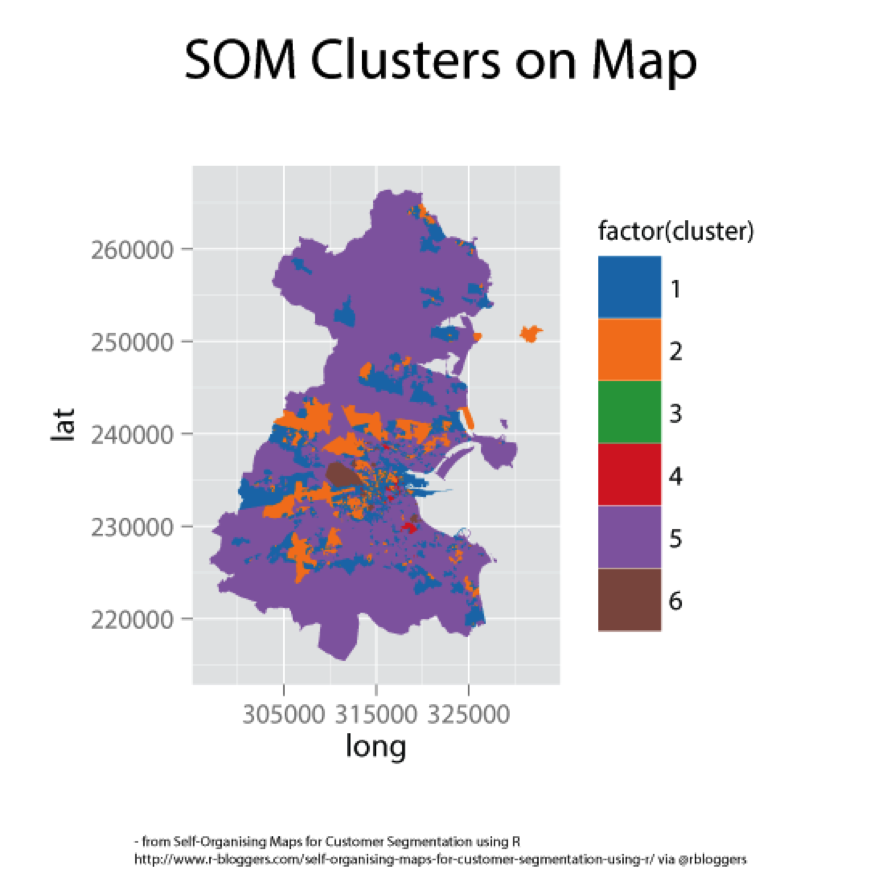 SOM Clusters on Map
factor(cluster)
1
2
3
4
5
6
260000
250000
240000
230000
220000
lat
305000 315000 325000
long
- from Self-Organising Maps for Customer Segmentation using R
http://www.r-bloggers.com/self-organising-maps-for-customer-segmentation-using-r/ via @rbloggers